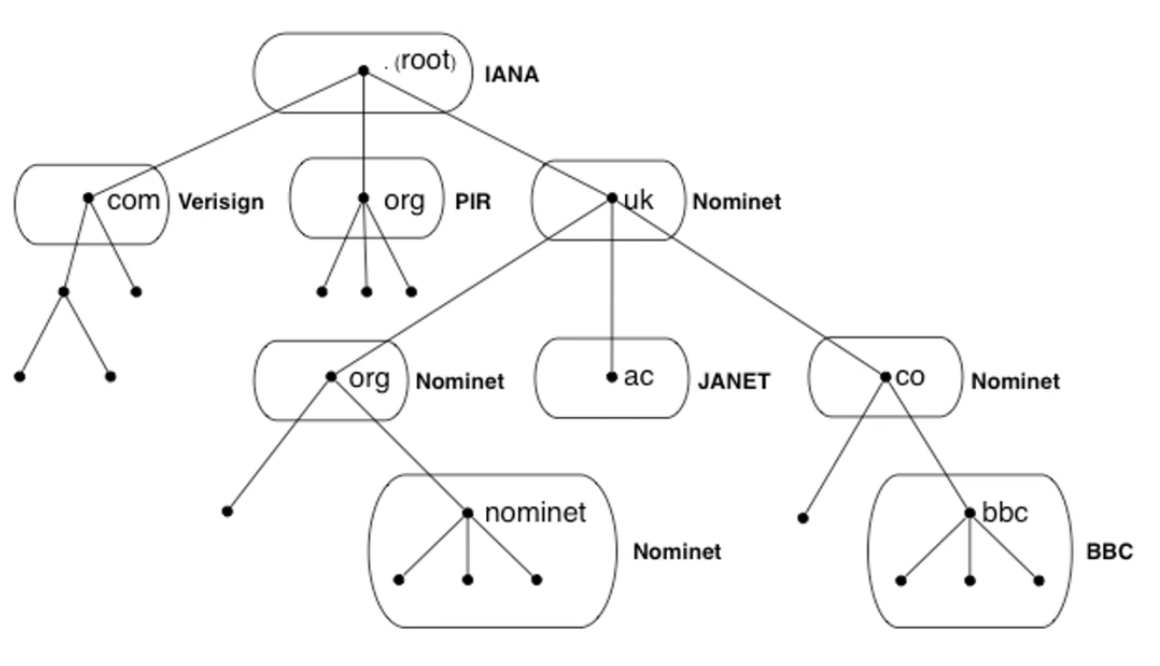 . (root) IANA
com Verisign
org PIR
uk Nominet
org Nominet
ac JANET
co Nominet
nominet
Nominet
bbc
BBC